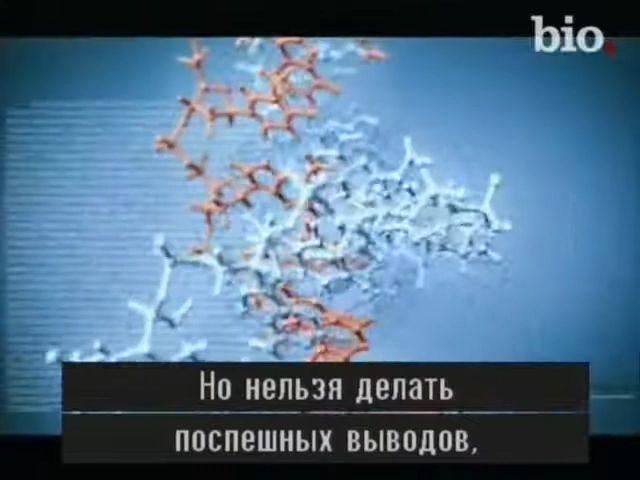 bio.
Но нельзя делать
поспешных выводов,